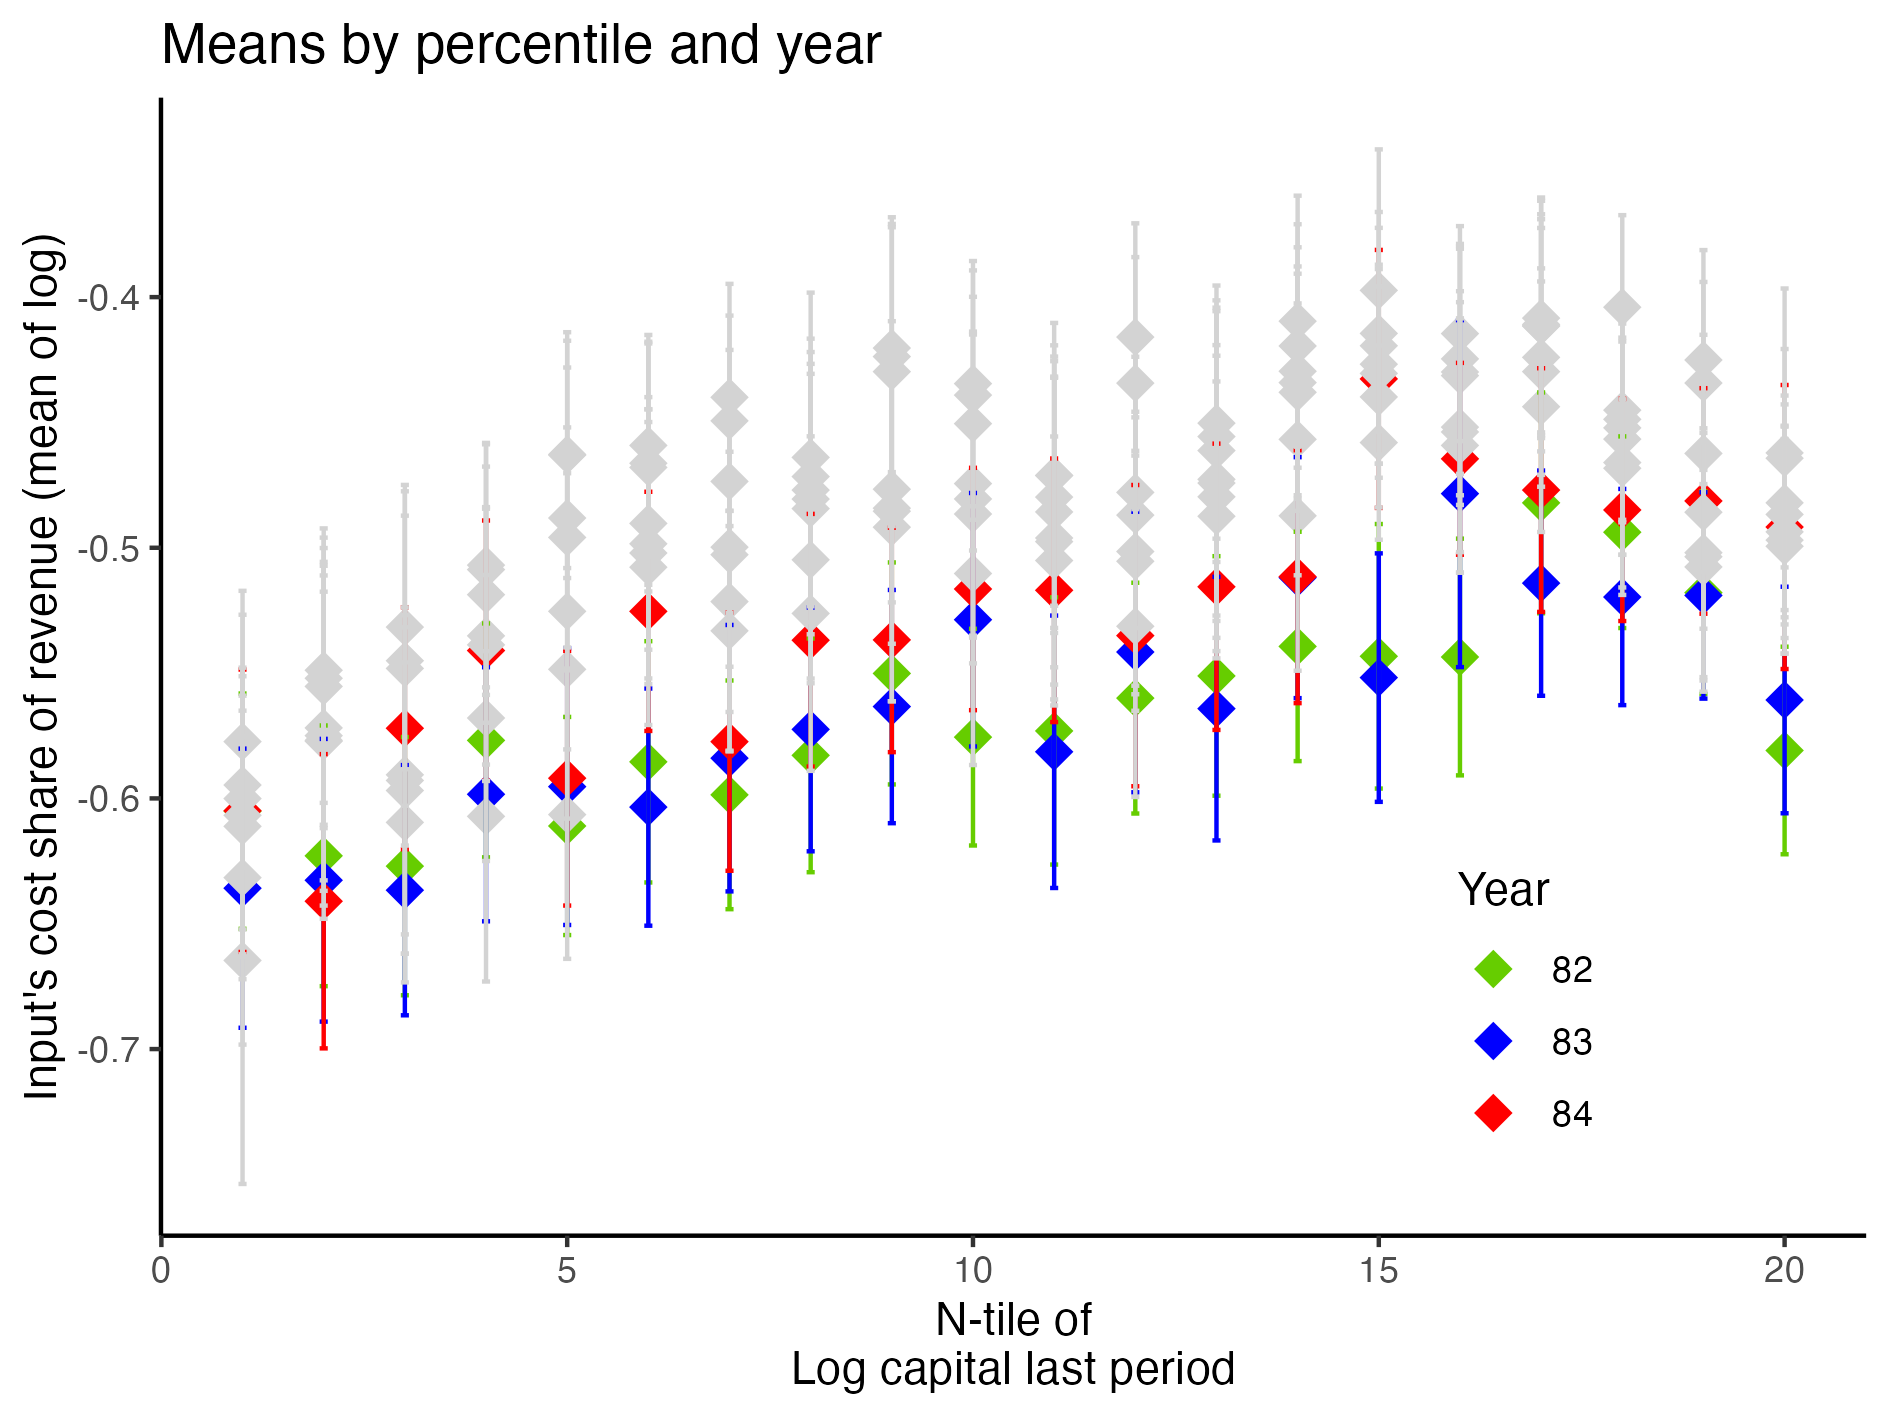 Means by percentile and year
Input's cost share of revenue (mean of log)
-0.4
-0.5
-0.6
-0.7
0
5
10
15
20
N-tile of
Log capital last period
Year
82
83
84